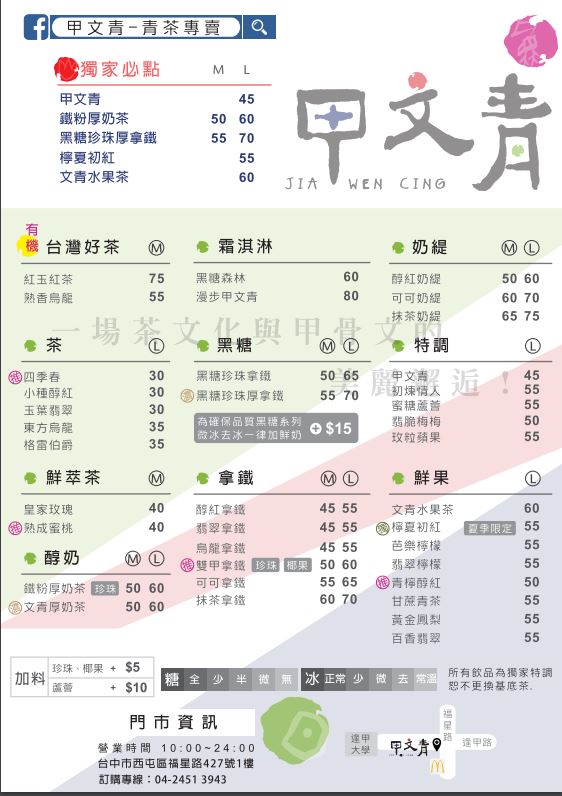 甲文青-青茶專賣
獨家必點 M L
甲文青 45
鐵粉厚奶茶 50 60
黑糖珍珠厚拿鐵 55 70
檸夏初紅 55
文青水果茶 60
甲文青
JIA WEN CING
有機 台灣好茶 M
紅玉紅茶 75
熟香烏龍 55
霜淇淋
黑糖森林 60
漫步甲文青 80
奶緹 M L
醇紅奶緹 50 60
可可奶緹 60 70
抹茶奶緹 65 75
一場茶文化與甲骨文的
美麗邂逅！
茶 L
推 四季春 30
小種醇紅 30
玉葉翡翠 30
東方烏龍 35
格雷伯爵 35
黑糖 M L
黑糖珍珠拿鐵 50 65
黑糖珍珠厚拿鐵 55 70
為確保品質黑糖系列
微冰去冰一律加鮮奶 +$15
特調 L
甲文青 45
初煉情人 55
蜜糖蘆薈 55
翡脆梅梅 50
玫粒蘋果 55
鮮萃茶 M
皇家玫瑰 40
推 熟成蜜桃 40
醇奶 M L
鐵粉厚奶茶 珍珠 50 60
文青厚奶茶 50 60
拿鐵 M L
醇紅拿鐵 45 55
翡翠拿鐵 45 55
烏龍拿鐵 45 55
推 雙甲拿鐵 珍珠 椰果 50 60
可可拿鐵 55 65
抹茶拿鐵 60 70
鮮果 L
文青水果茶 60
檸夏初紅 夏季限定 55
芭樂檸檬 55
翡翠檸檬 55
推 青檸醇紅 50
甘蔗青茶 55
黃金鳳梨 55
百香翡翠 55
加料 珍珠、椰果 + $5
蘆薈 + $10
糖 全 少 半 微 無 冰 正常 少 微 去 常溫
所有飲品為獨家特調
恕不更換基底茶.
門市資訊
營業時間 10:00~24:00
台中市西屯區福星路427號1樓
訂購專線：04-2451 3943
逢甲大學
甲文青
福星路
逢甲路